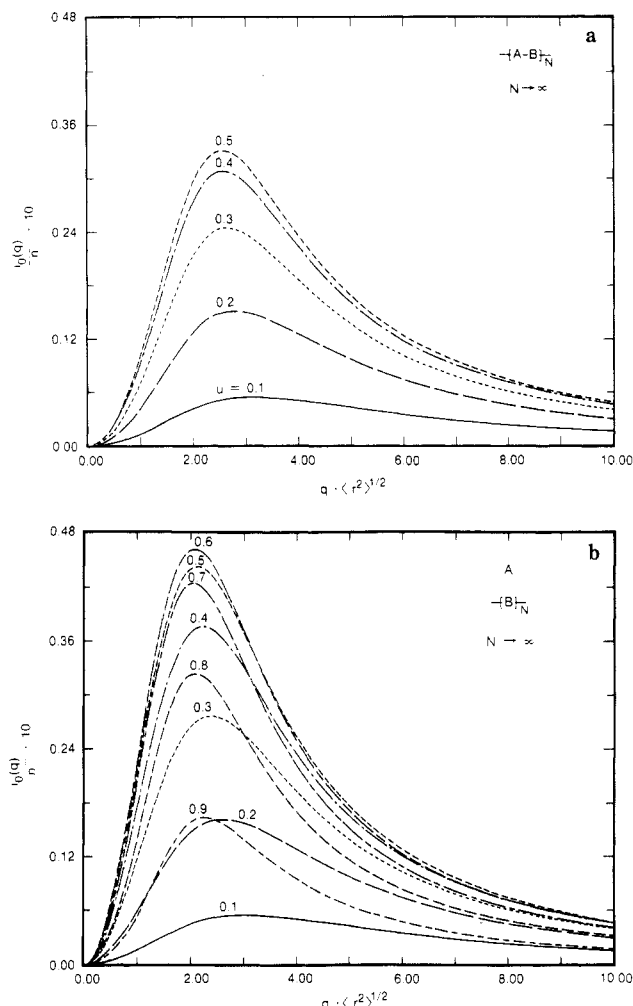 a
0.48
0.36
0.24
0.12
0.00
ı₀(q)/n · 10
-[A-B]-N
N → ∞
0.5
0.4
0.3
0.2
u = 0.1
0.00 2.00 4.00 6.00 8.00 10.00
q · ⟨r²⟩^1/2
b
0.48
0.36
0.24
0.12
0.00
ı₀(q)/n · 10
A
-[B]-N
N → ∞
0.6
0.5
0.7
0.4
0.8
0.3
0.9
0.2
0.1
0.00 2.00 4.00 6.00 8.00 10.00
q · ⟨r²⟩^1/2